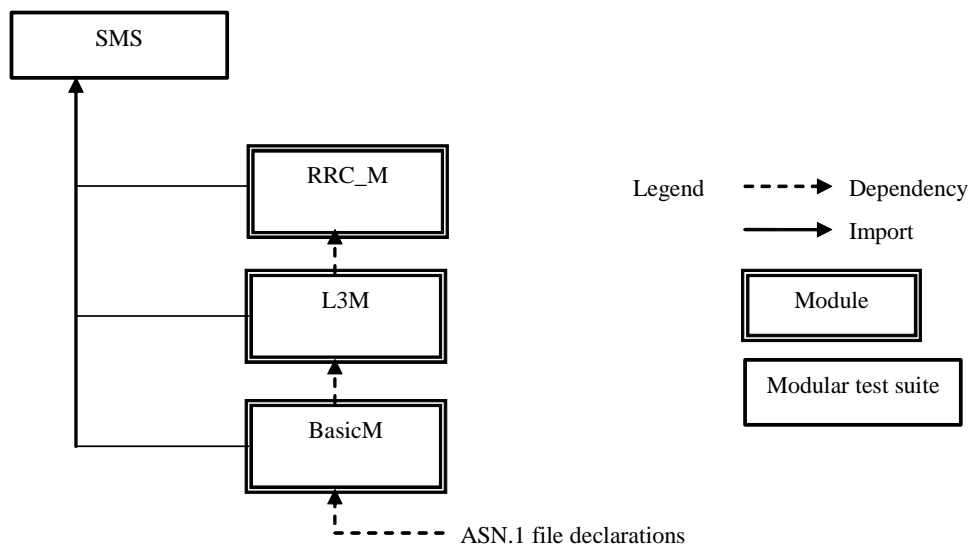 SMS
RRC_M
Legend
Dependency
Import
L3M
Module
Modular test suite
BasicM
ASN.1 file declarations